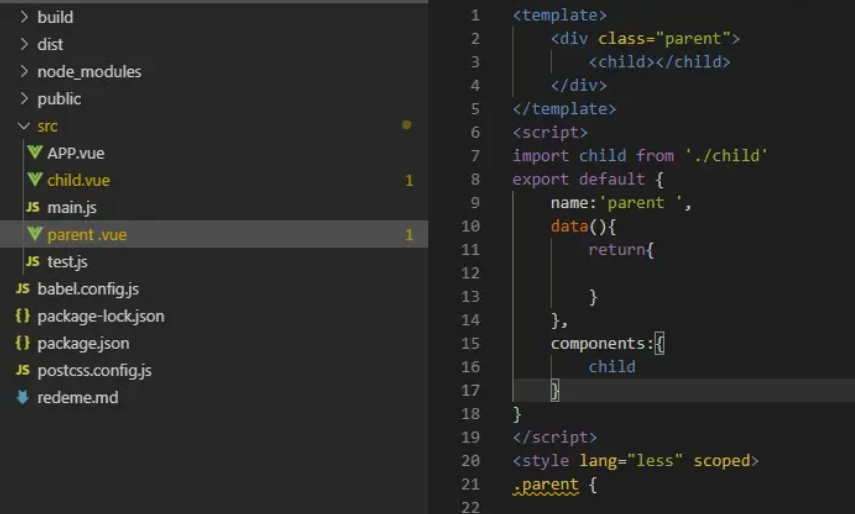 build
dist
node_modules
public
src
APP.vue
child.vue 1
JS main.js
parent .vue 1
JS test.js
JS babel.config.js
{} package-lock.json
{} package.json
JS postcss.config.js
redeme.md
1 <template>
2 <div class="parent">
3 <child></child>
4 </div>
5 </template>
6 <script>
7 import child from './child'
8 export default {
9 name:'parent ',
10 data(){
11 return{
12
13 }
14 },
15 components:{
16 child
17 }
18 }
19 </script>
20 <style lang="less" scoped>
21 .parent {
22